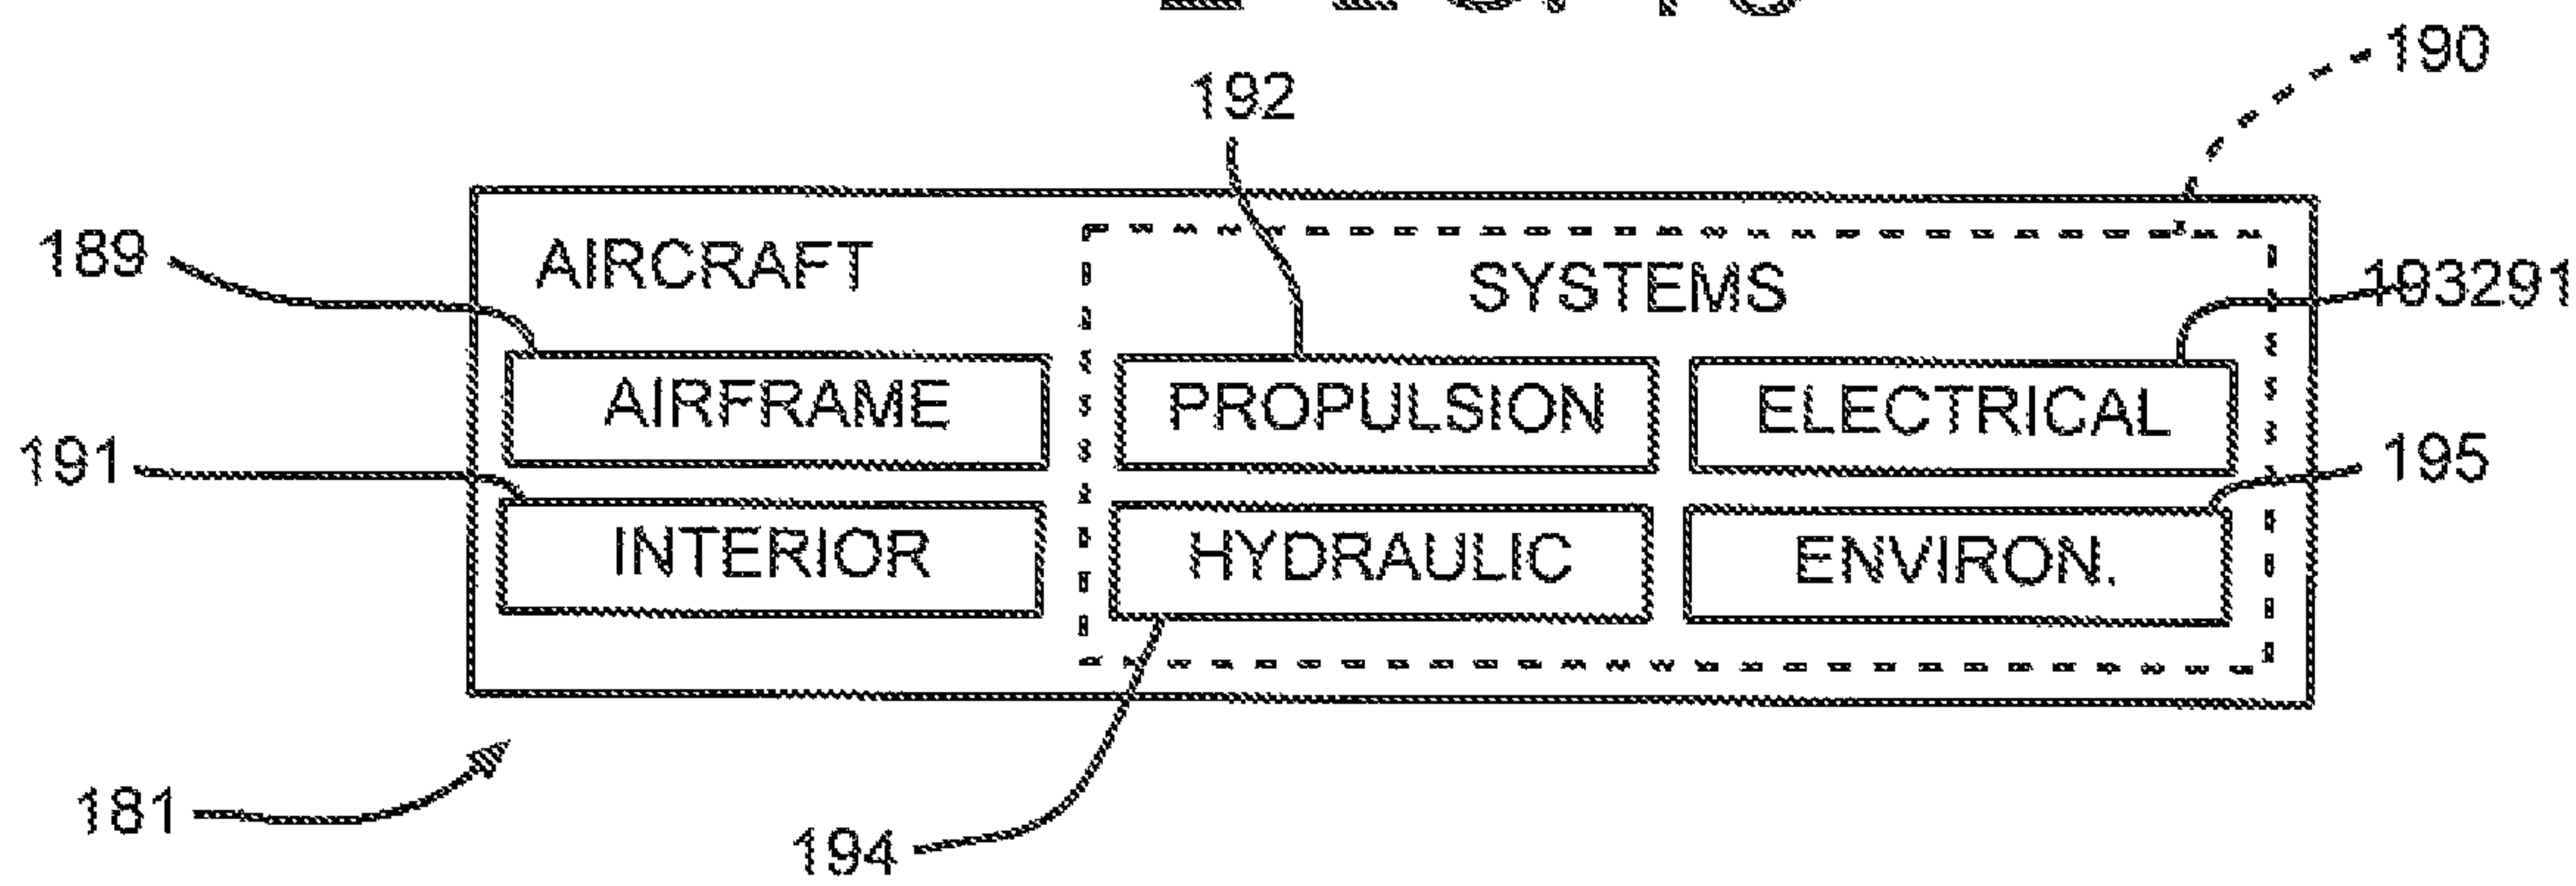 190
192
189
AIRCRAFT
SYSTEMS
193291
AIRFRAME
PROPULSION
ELECTRICAL
191
195
INTERIOR
HYDRAULIC
ENVIRON.
181
194